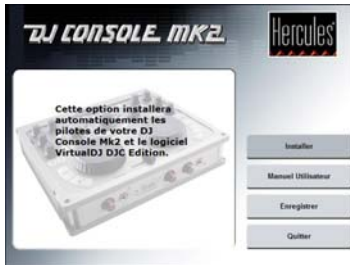 DJ CONSOLE MK2
Hercules
Cette option installera
automatiquement les
pilotes de votre DJ
Console Mk2 et le logiciel
VirtualDJ DJC Edition.
Installer
Manuel Utilisateur
Enregistrer
Quitter